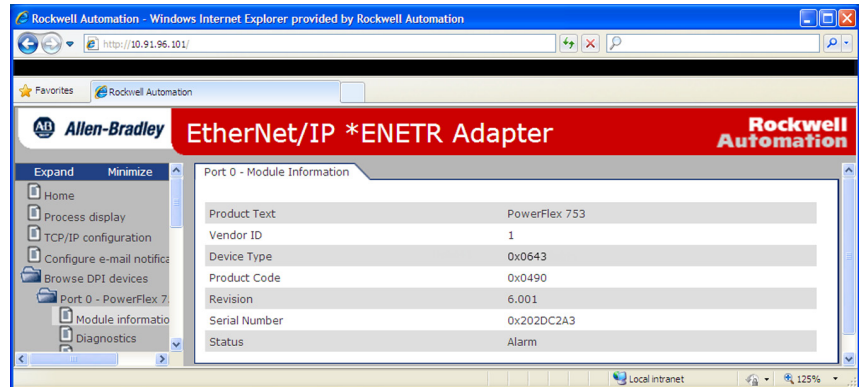 Rockwell Automation - Windows Internet Explorer provided by Rockwell Automation
http://10.91.96.101/
Favorites Rockwell Automation
AB Allen-Bradley EtherNet/IP *ENETR Adapter Rockwell Automation
Expand Minimize
Home
Process display
TCP/IP configuration
Configure e-mail notifica
Browse DPI devices
Port 0 - PowerFlex 7
Module informatio
Diagnostics
Port 0 - Module Information
Product Text PowerFlex 753
Vendor ID 1
Device Type 0x0643
Product Code 0x0490
Revision 6.001
Serial Number 0x202DC2A3
Status Alarm
Local intranet 125%